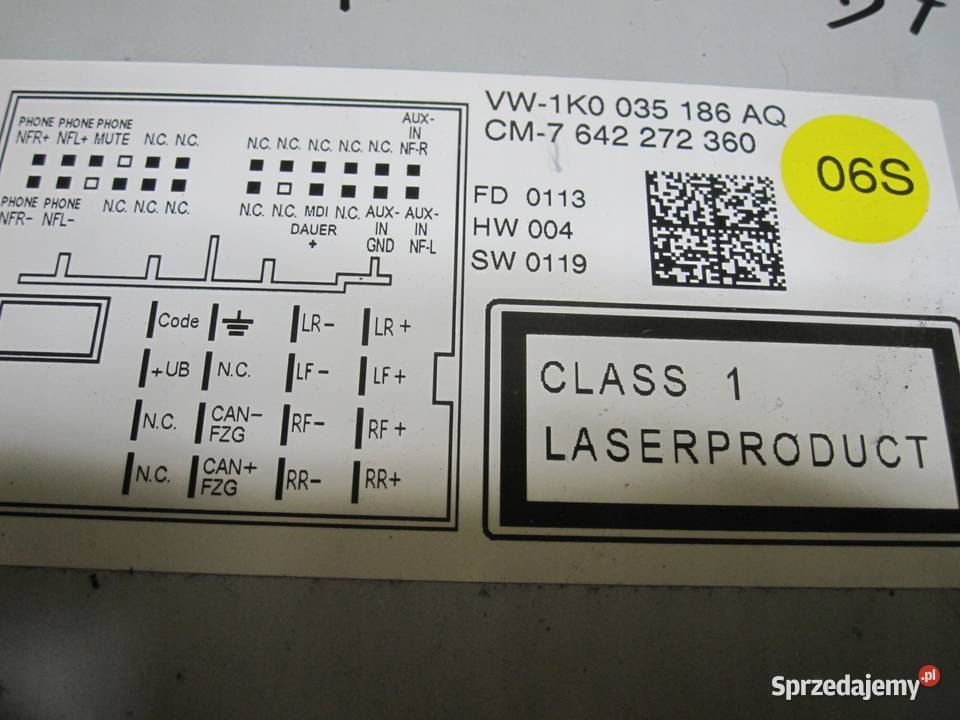 VW-1K0 035 186 AQ
CM-7 642 272 360
06S
FD 0113
HW 004
SW 0119
CLASS 1
LASERPRODUCT
PHONE PHONE PHONE
NFR+ NFL+ MUTE N.C. N.C.
PHONE PHONE
NFR- NFL- N.C. N.C. N.C.
AUX-
IN
N.C. N.C. N.C. N.C. N.C. NF-R
N.C. N.C. MDI N.C. AUX- AUX-
DAUER IN IN
+ GND NF-L
Code LR- LR+
+UB N.C. LF- LF+
N.C. CAN- FZG RF- RF+
N.C. CAN+ FZG RR- RR+
Sprzedajemy.pl